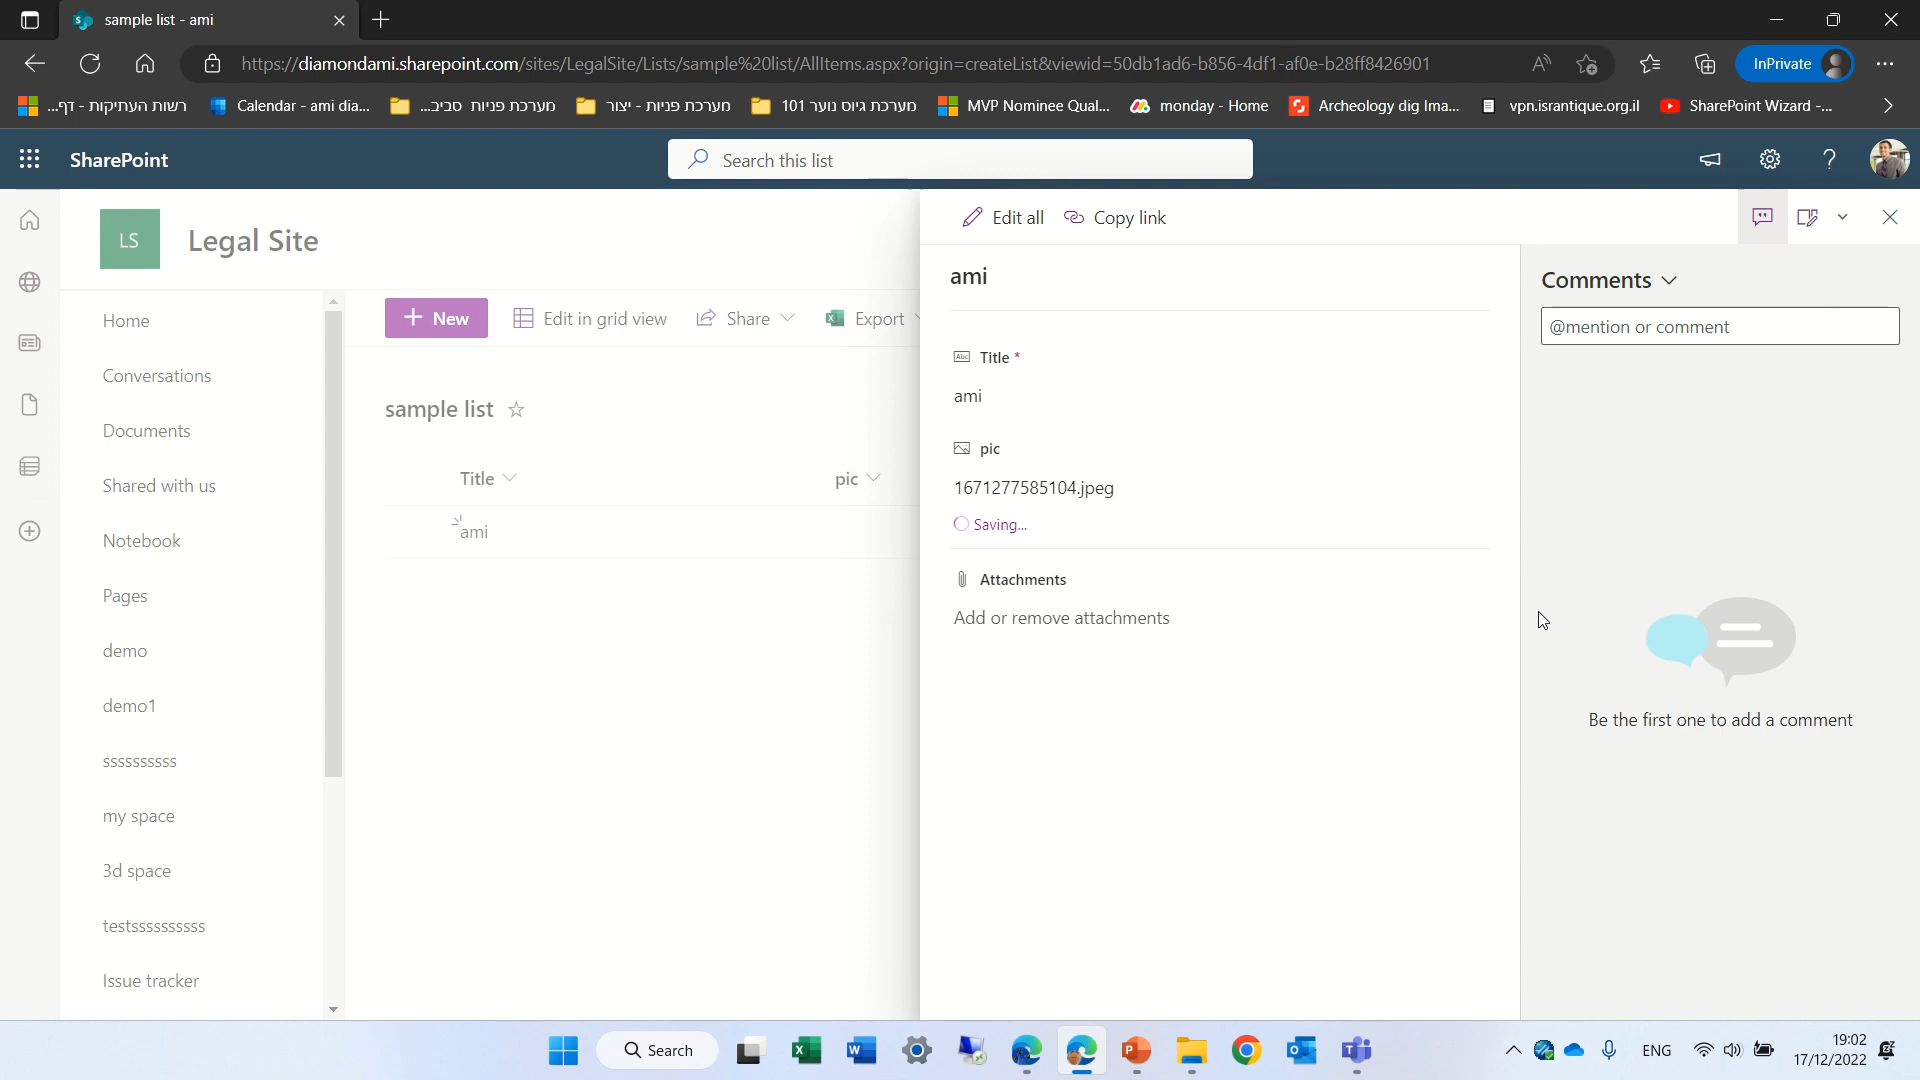 sample list - ami
https://diamondami.sharepoint.com/sites/LegalSite/Lists/sample%20list/AllItems.aspx?origin=createList&viewid=50db1ad6-b856-4df1-af0e-b28ff8426901
InPrivate
רשות העתיקות - דף...
Calendar - ami dia...
מערכת פניות סביב...
מערכת פניות - יצור
מערכת גיוס נוער 101
MVP Nominee Qual...
monday - Home
Archeology dig Ima...
vpn.israntique.org.il
SharePoint Wizard -...
SharePoint
Search this list
LS
Legal Site
Edit all
Copy link
Home
Conversations
Documents
Shared with us
Notebook
Pages
demo
demo1
ssssssssss
my space
3d space
testssssssssss
Issue tracker
New
Edit in grid view
Share
Export
sample list
Title
pic
ami
ami
Abc
Title *
ami
pic
1671277585104.jpeg
Saving...
Attachments
Add or remove attachments
Comments
@mention or comment
Be the first one to add a comment
Search
ENG
19:02
17/12/2022